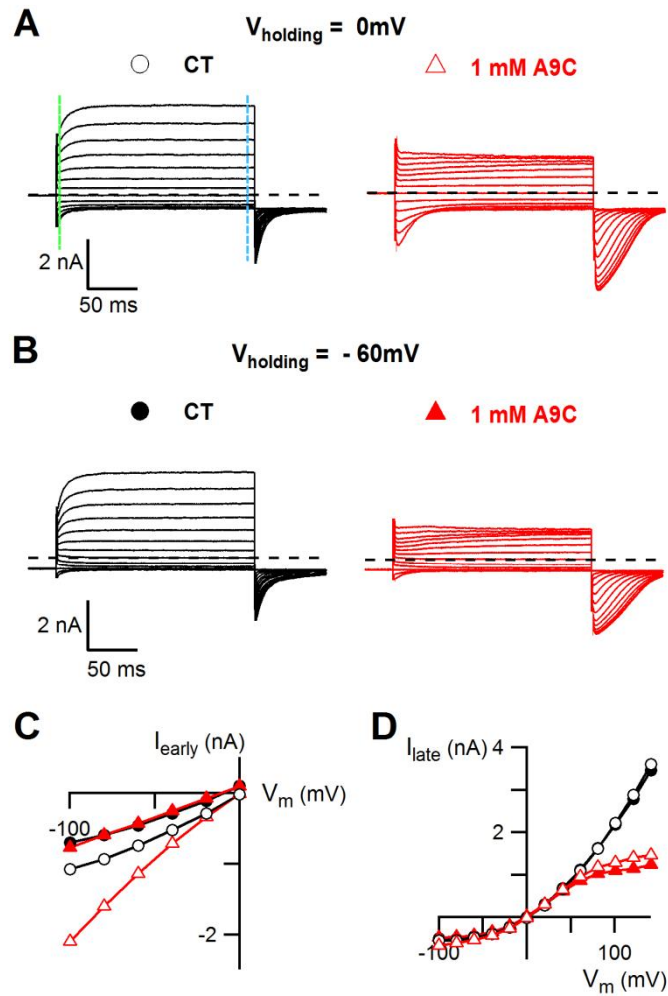 A
Vholding = 0mV
CT
1 mM A9C
2 nA
50 ms
B
Vholding = - 60mV
CT
1 mM A9C
2 nA
50 ms
C
Iearly (nA)
Vm (mV)
-100
-2
D
Ilate (nA)
4
2
-100
100
Vm (mV)